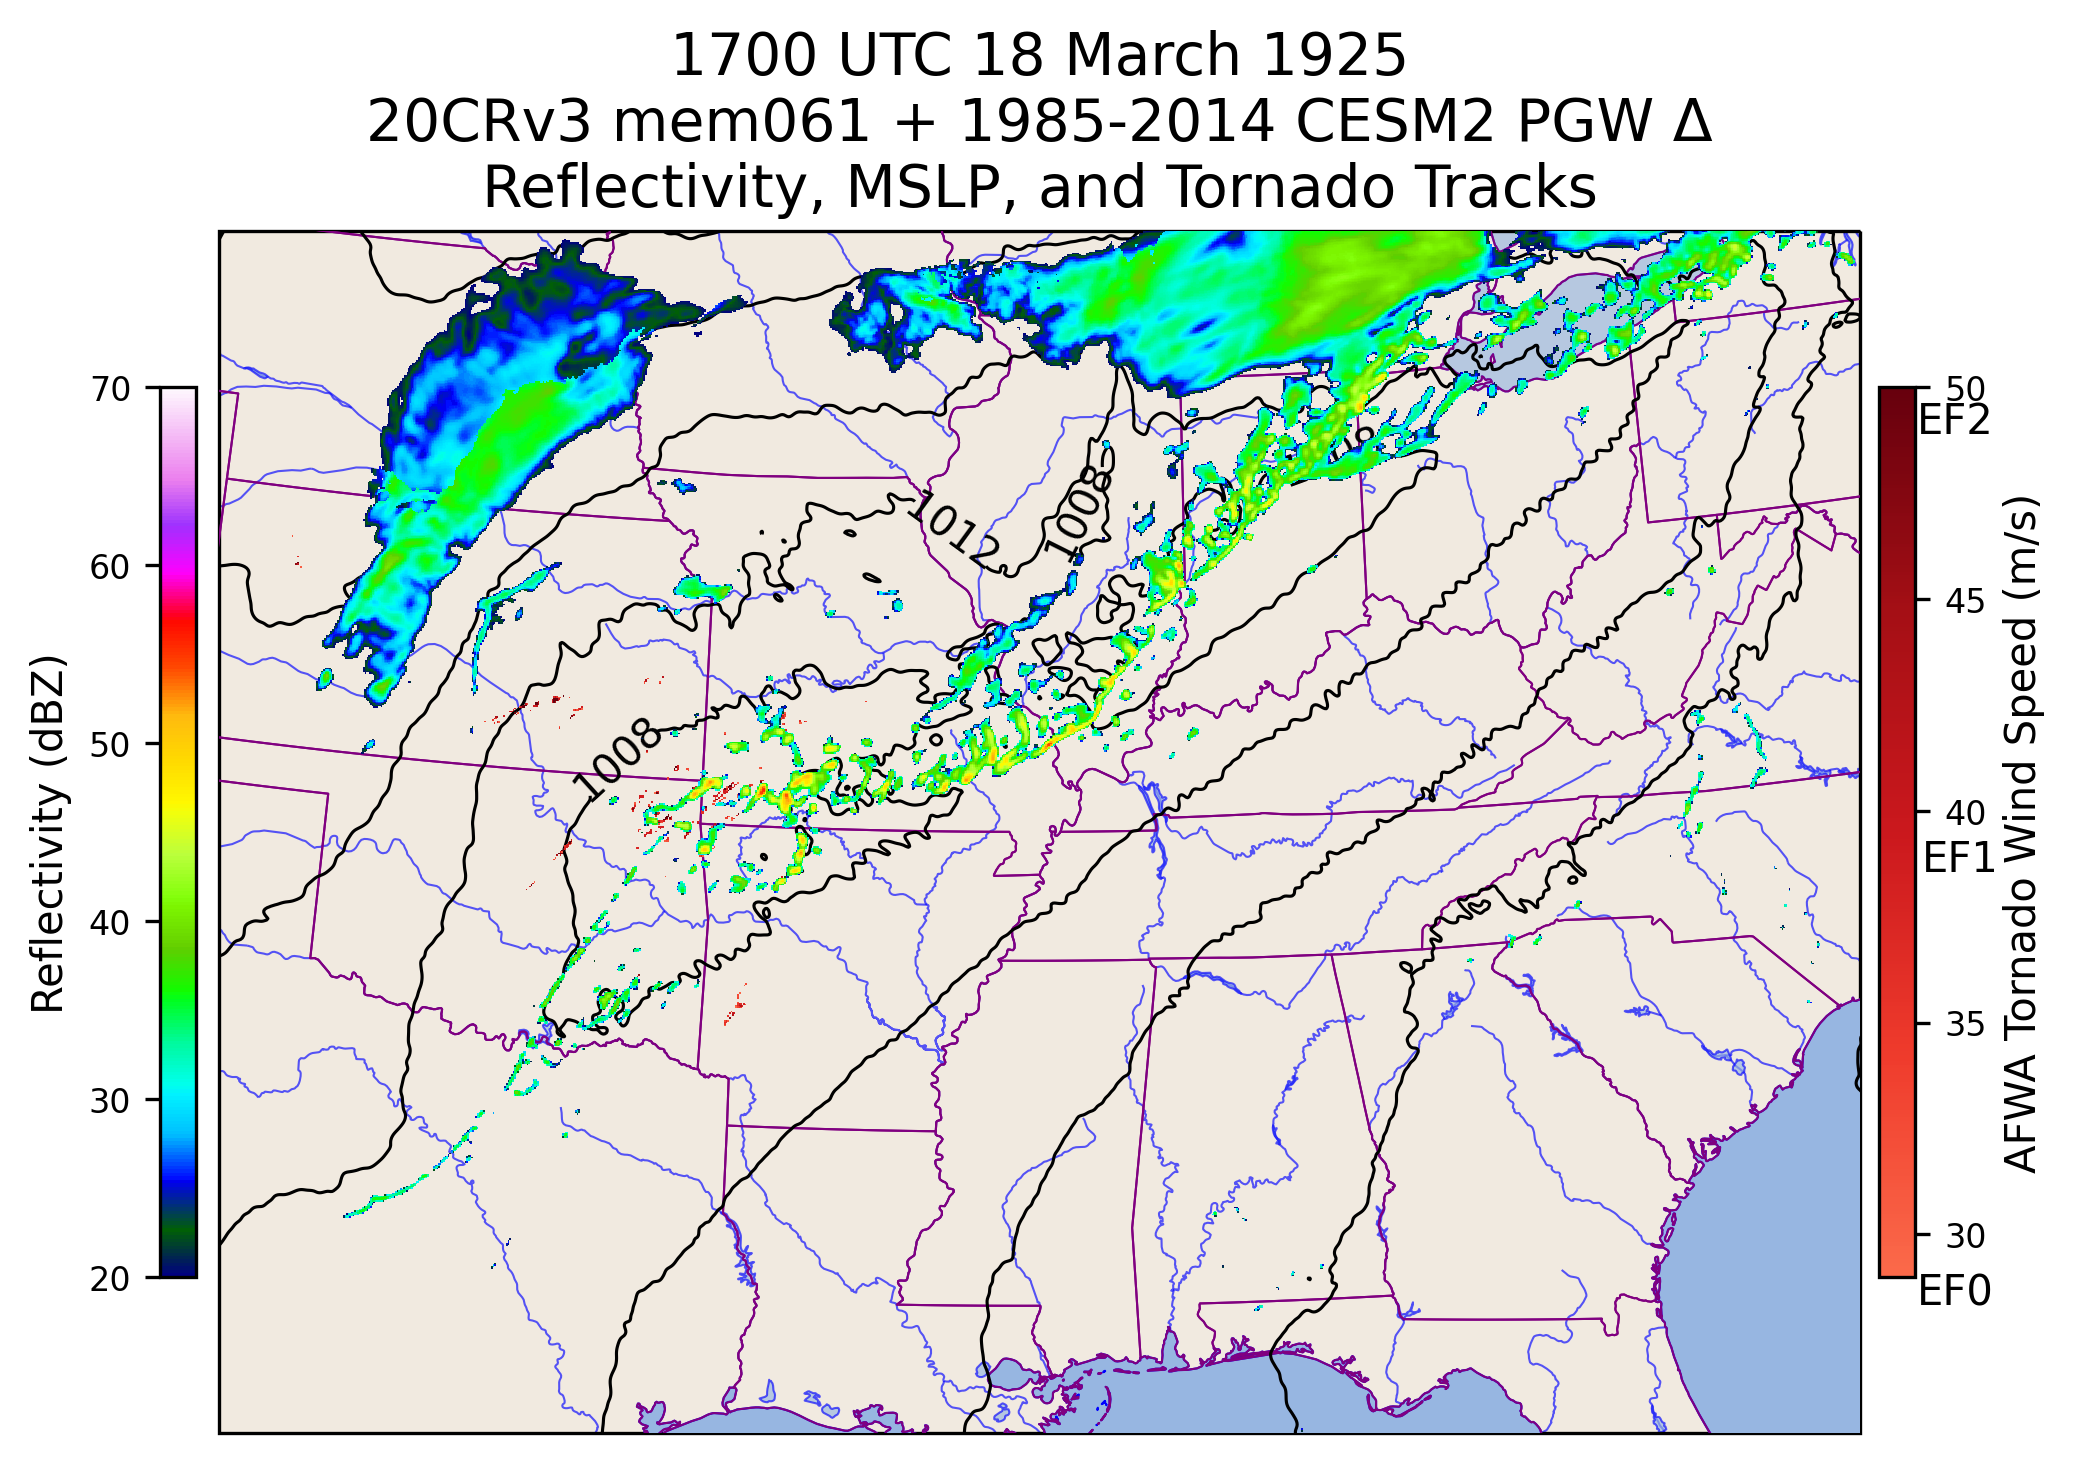 1700 UTC 18 March 1925
20CRv3 mem061 + 1985-2014 CESM2 PGW Δ
Reflectivity, MSLP, and Tornado Tracks
70
60
50
40
30
20
Reflectivity (dBZ)
1012
1008
1008
50
EF2
45
40
EF1
35
30
EF0
AFWA Tornado Wind Speed (m/s)